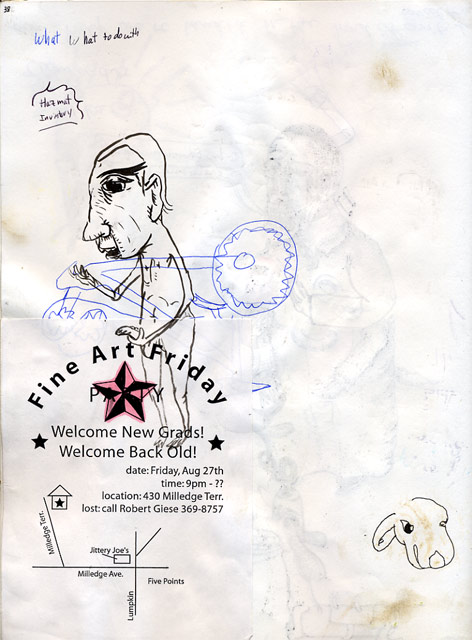 38
What What to do with
Hazmat
Inventory
Fine Art Friday
PARTY
Welcome New Grads!
Welcome Back Old!
date: Friday, Aug 27th
time: 9pm - ??
location: 430 Milledge Terr.
lost: call Robert Giese 369-8757
Milledge Terr.
Jittery Joe's
Milledge Ave.
Five Points
Lumpkin